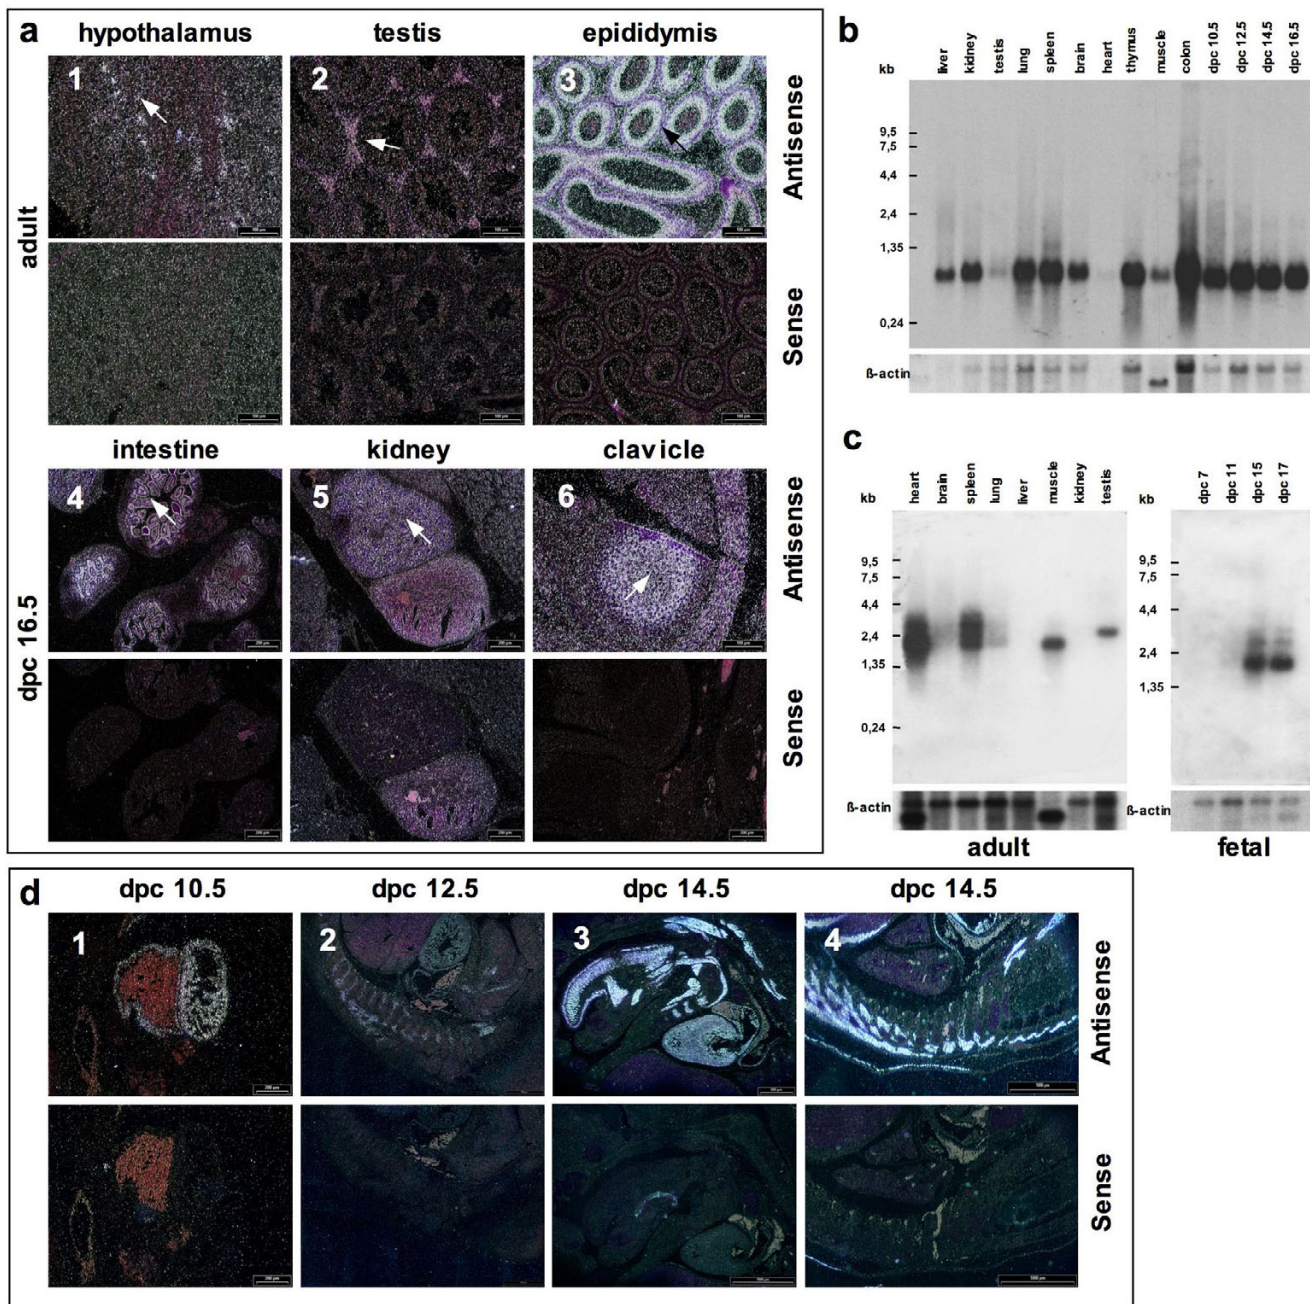 a
hypothalamus
testis
epididymis
1
2
3
Antisense
adult
Sense
intestine
kidney
clavicle
4
5
6
Antisense
dpc 16.5
Sense
b
kb
liver
kidney
testis
lung
spleen
brain
heart
thymus
muscle
colon
dpc 10.5
dpc 12.5
dpc 14.5
dpc 16.5
9,5
7,5
4,4
2,4
1,35
0,24
ß-actin
c
kb
heart
brain
spleen
lung
liver
muscle
kidney
testis
9,5
7,5
4,4
2,4
1,35
0,24
ß-actin
adult
kb
dpc 7
dpc 11
dpc 15
dpc 17
9,5
7,5
4,4
2,4
1,35
ß-actin
fetal
d
dpc 10.5
dpc 12.5
dpc 14.5
dpc 14.5
1
2
3
4
Antisense
Sense